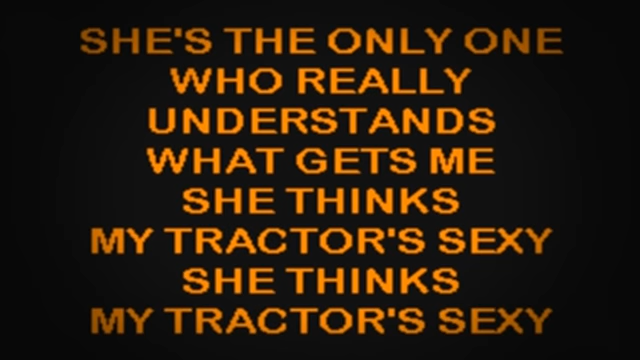 SHE'S THE ONLY ONE
WHO REALLY
UNDERSTANDS
WHAT GETS ME
SHE THINKS
MY TRACTOR'S SEXY
SHE THINKS
MY TRACTOR'S SEXY